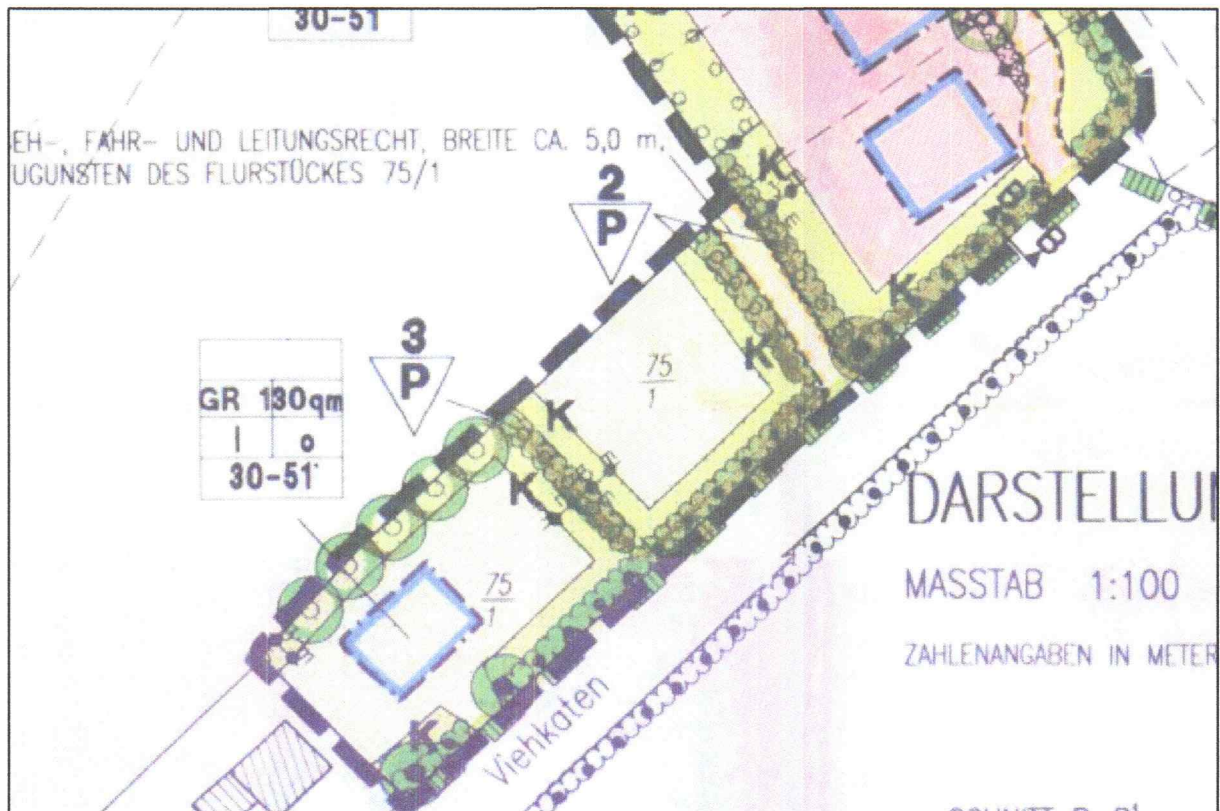 30-51
EH-, FAHR- UND LEITUNGSRECHT, BREITE CA. 5,0 m,
UGUNSTEN DES FLURSTÜCKES 75/1
2
P
K
B
B
K
3
P
K
75
1
GR 130qm
I o
30-51°
K
K
75
1
DARSTELLUN
MASSTAB 1:100
ZAHLENANGABEN IN METER
K
Viehkaten